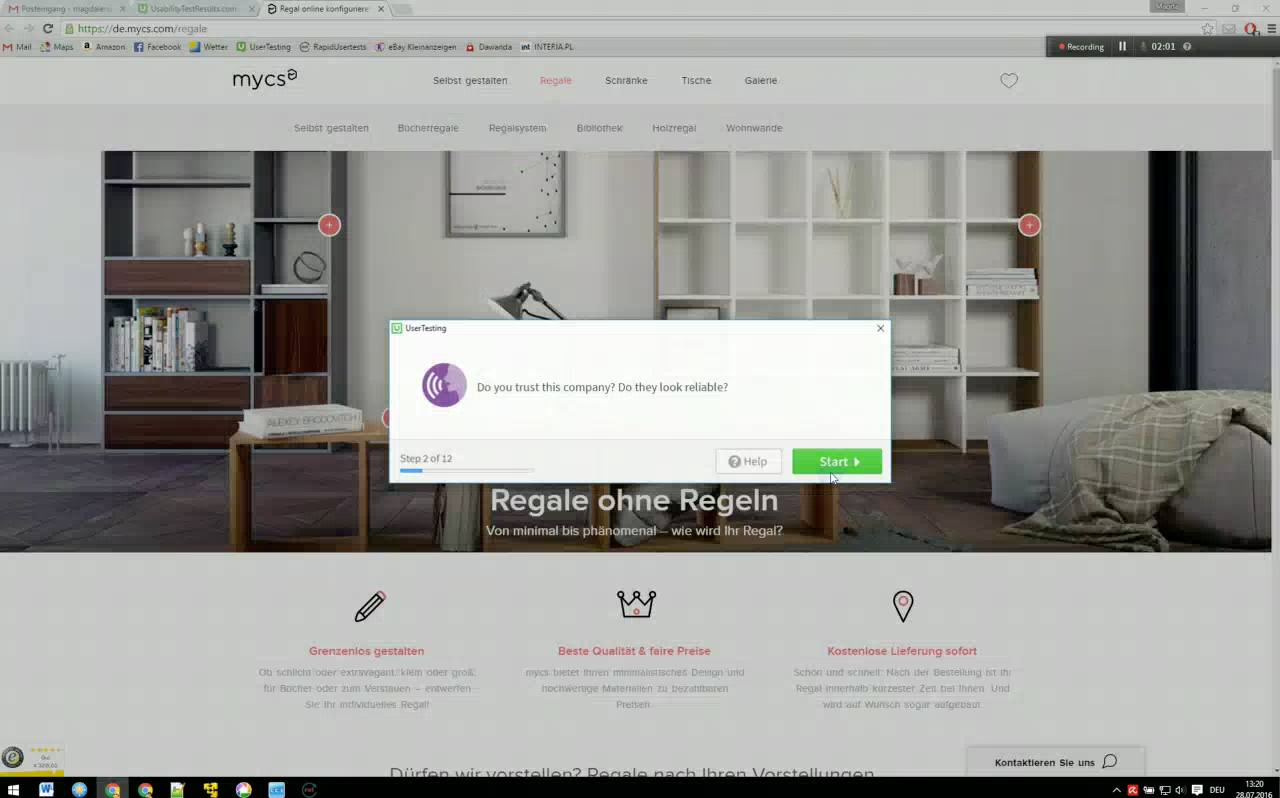 Posteingang - magdalen
UsabilityTestResults.com
Regal online konfigurieren
Magda
https://de.mycs.com/regale
Mail
Maps
Amazon
Facebook
Wetter
UserTesting
RapidUsertests
eBay Kleinanzeigen
Dawanda
int INTERIA.PL
Recording
02:01
mycs
Selbst gestalten
Regale
Schränke
Tische
Galerie
Selbst gestalten
Bücherregale
Regalsystem
Bibliothek
Holzregal
Wohnwände
UserTesting
Do you trust this company? Do they look reliable?
ALEXEY BRODOVITCH
Step 2 of 12
Help
Start
Regale ohne Regeln
Von minimal bis phänomenal – wie wird Ihr Regal?
Grenzenlos gestalten
Beste Qualität & faire Preise
Kostenlose Lieferung sofort
Ob schlicht oder extravagant, klein oder groß,
für Bücher oder zum Verstauen – entwerfen
Sie Ihr individuelles Regal!
mycs bietet Ihnen minimalistisches Design und
hochwertige Materialien zu bezahlbaren
Preisen.
Schön und schnell: Nach der Bestellung ist Ihr
Regal innerhalb kürzester Zeit bei Ihnen. Und
wird auf Wunsch sogar aufgebaut.
Dürfen wir vorstellen? Regale nach Ihren Vorstellungen
Kontaktieren Sie uns
DEU
13:20
28.07.2016